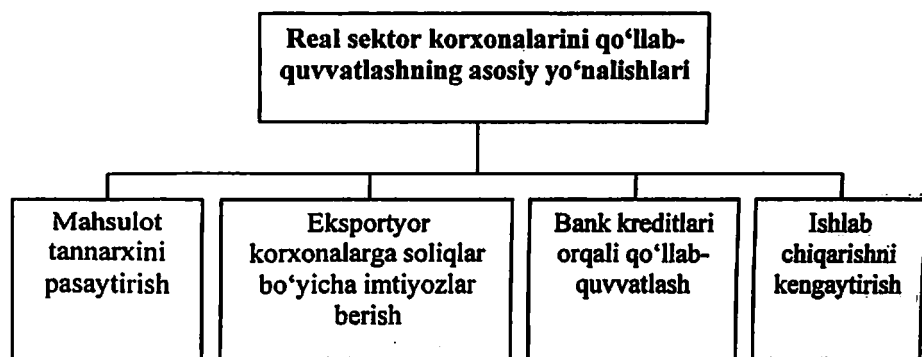 Real sektor korxonalarini qo‘llab-
quvvatlashning asosiy yo‘nalishlari
Mahsulot
tannarxini
pasaytirish
Eksportyor
korxonalarga soliqlar
bo‘yicha imtiyozlar
berish
Bank kreditlari
orqali qo‘llab-
quvvatlash
Ishlab
chiqarishni
kengaytirish